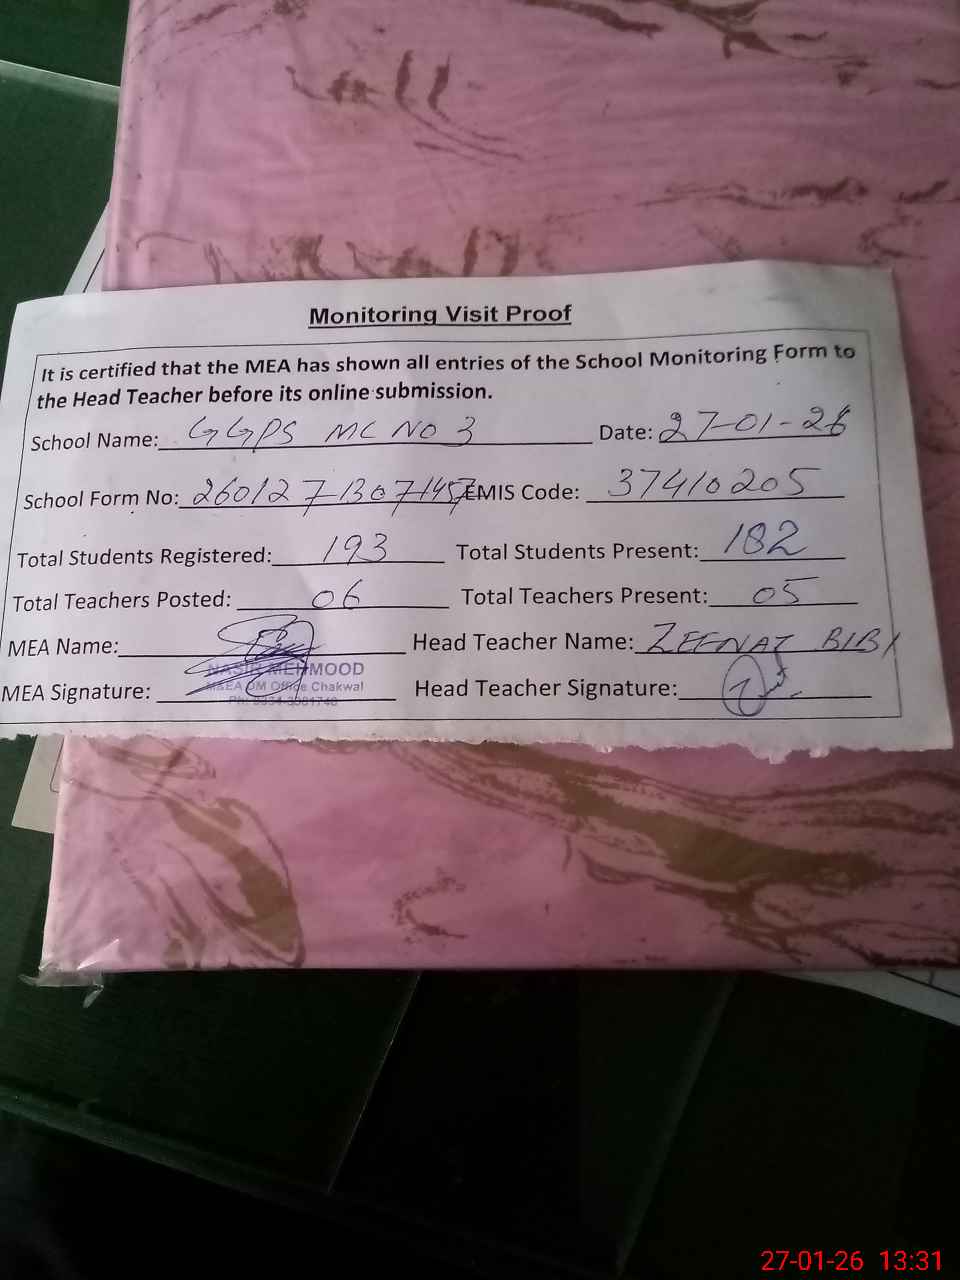 Monitoring Visit Proof
It is certified that the MEA has shown all entries of the School Monitoring Form to
the Head Teacher before its online submission.
School Name: GGPS MC NO 3 Date: 27-01-26
School Form No: 260127130711457 EMIS Code: 37410205
Total Students Registered: 193 Total Students Present: 182
Total Teachers Posted: 06 Total Teachers Present: 05
MEA Name: Head Teacher Name: ZEENAT BIBI
NASIR MEHMOOD
M&EA DM Office Chakwal
MEA Signature: Head Teacher Signature:
27-01-26 13:31